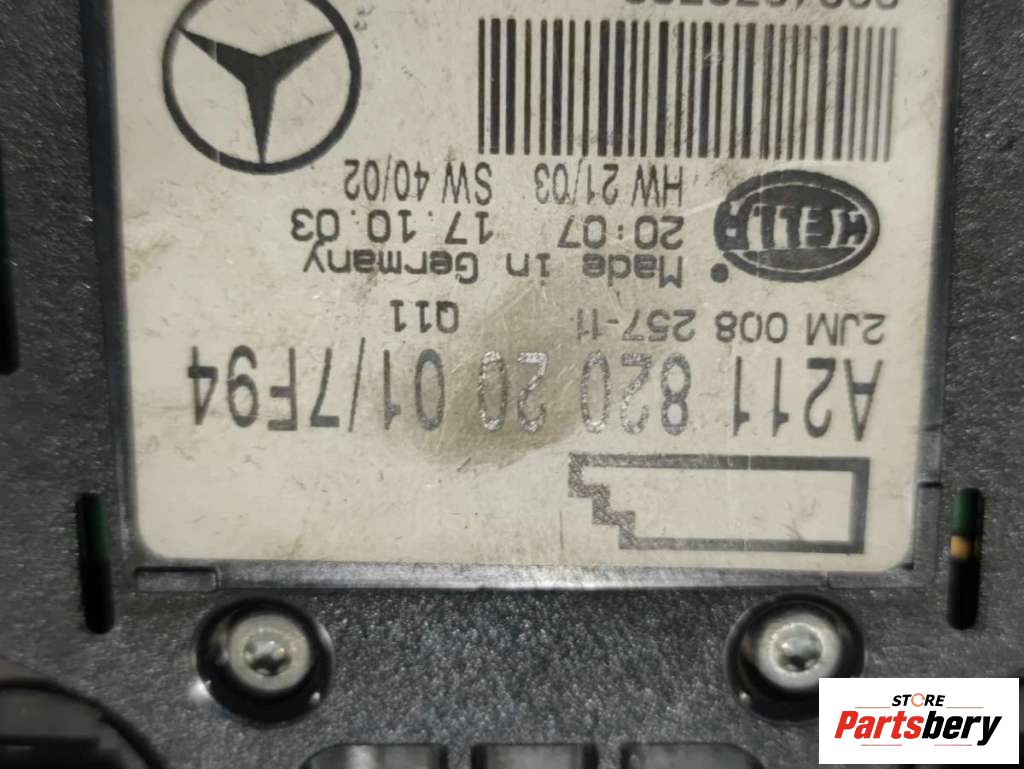 A211 820 20 01/7F94
2JM 008 257-11 Q11
Made in Germany
20:07 17.10.03
HELLA
HW 21/03 SW 40/02
STORE
Partsbery